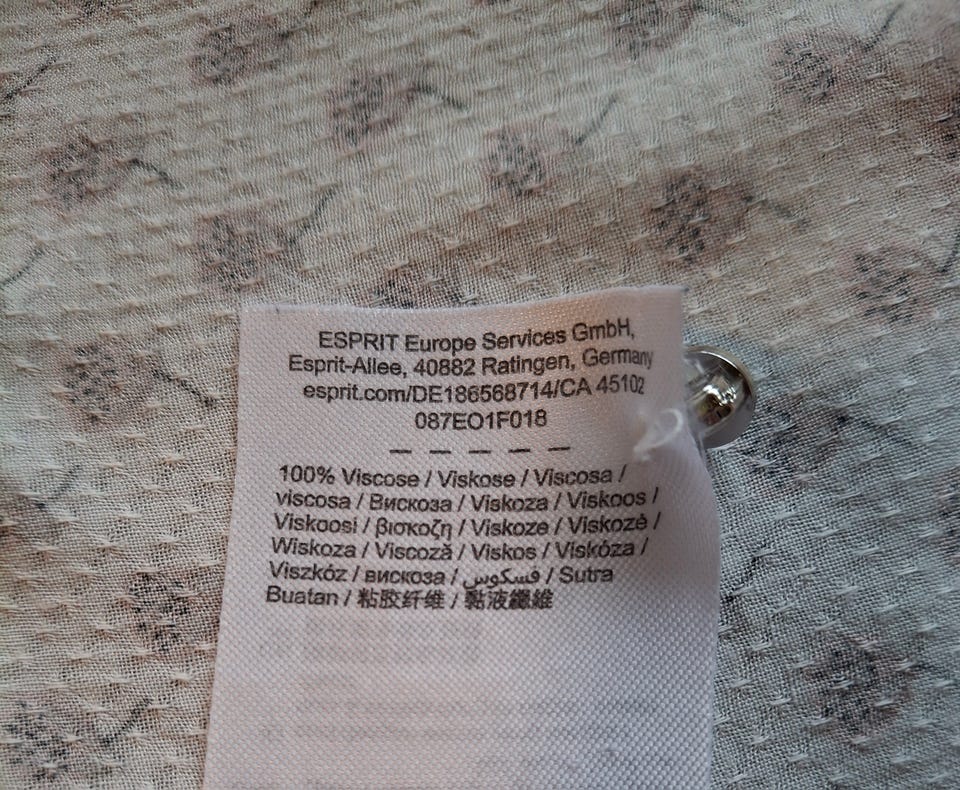 ESPRIT Europe Services GmbH,
Esprit-Allee, 40882 Ratingen, Germany
esprit.com/DE186568714/CA 45102
087EO1F018
— — — — —
100% Viscose / Viskose / Viscosa /
viscosa / Вискоза / Viskoza / Viskoos /
Viskoosi / βισκοζη / Viskoze / Viskozė /
Wiskoza / Viscoză / Viskos / Viskóza /
Viszkóz / вискоза / فسكوس / Sutra
Buatan / 粘胶纤维 / 黏液纖維